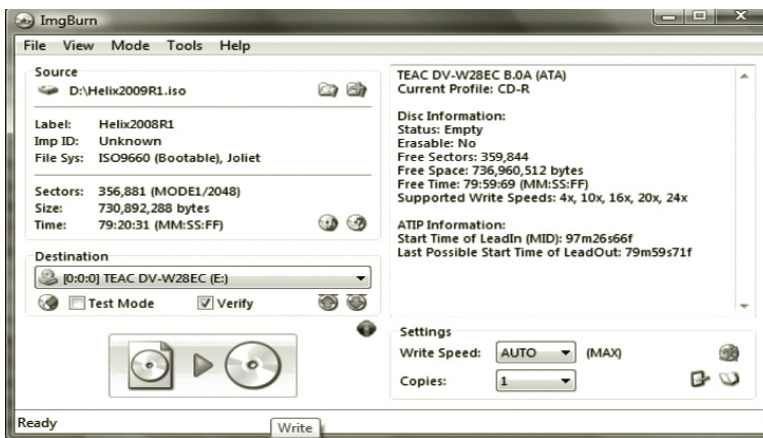 ImgBurn
File View Mode Tools Help
Source
D:\Helix2009R1.iso
Label: Helix2008R1
Imp ID: Unknown
File Sys: ISO9660 (Bootable), Joliet
Sectors: 356,881 (MODE1/2048)
Size: 730,892,288 bytes
Time: 79:20:31 (MM:SS:FF)
Destination
[0:0:0] TEAC DV-W28EC (E:)
Test Mode Verify
TEAC DV-W28EC B.0A (ATA)
Current Profile: CD-R
Disc Information:
Status: Empty
Erasable: No
Free Sectors: 359,844
Free Space: 736,960,512 bytes
Free Time: 79:59:69 (MM:SS:FF)
Supported Write Speeds: 4x, 10x, 16x, 20x, 24x
ATIP Information:
Start Time of LeadIn (MID): 97m26s66f
Last Possible Start Time of LeadOut: 79m59s71f
Settings
Write Speed: AUTO (MAX)
Copies: 1
Ready
Write